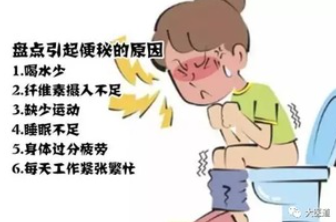 盘点引起便秘的原因
1.喝水少
2.纤维素摄入不足
3.缺少运动
4.睡眠不足
5.身体过分疲劳
6.每天工作紧张繁忙